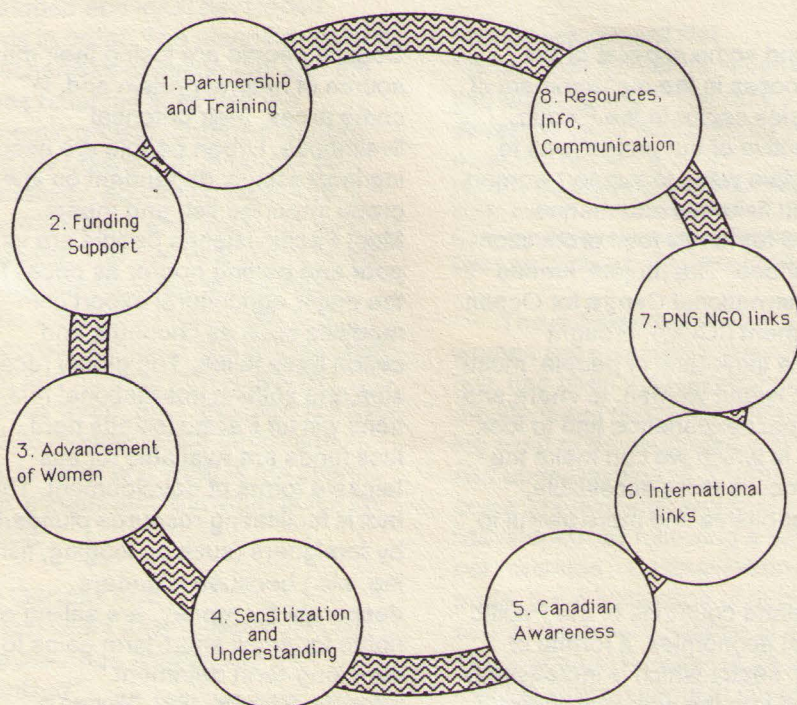 1. Partnership
and Training
2. Funding
Support
3. Advancement
of Women
4. Sensitization
and
Understanding
5. Canadian
Awareness
6. International
links
7. PNG NGO links
8. Resources,
Info,
Communication